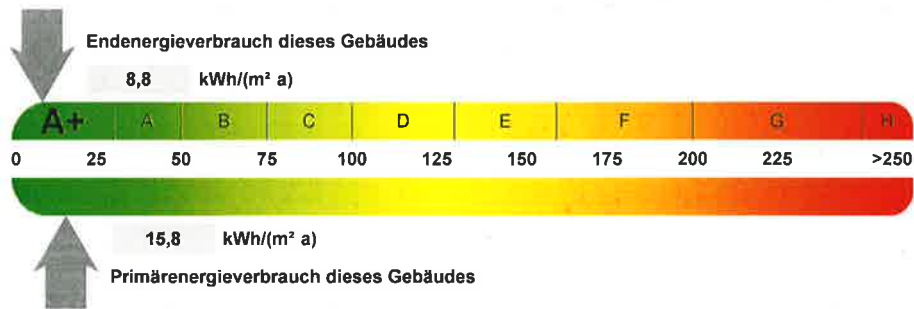 Endenergieverbrauch dieses Gebäudes
8,8 kWh/(m² a)
A+ A B C D E F G H
0 25 50 75 100 125 150 175 200 225 >250
15,8 kWh/(m² a)
Primärenergieverbrauch dieses Gebäudes